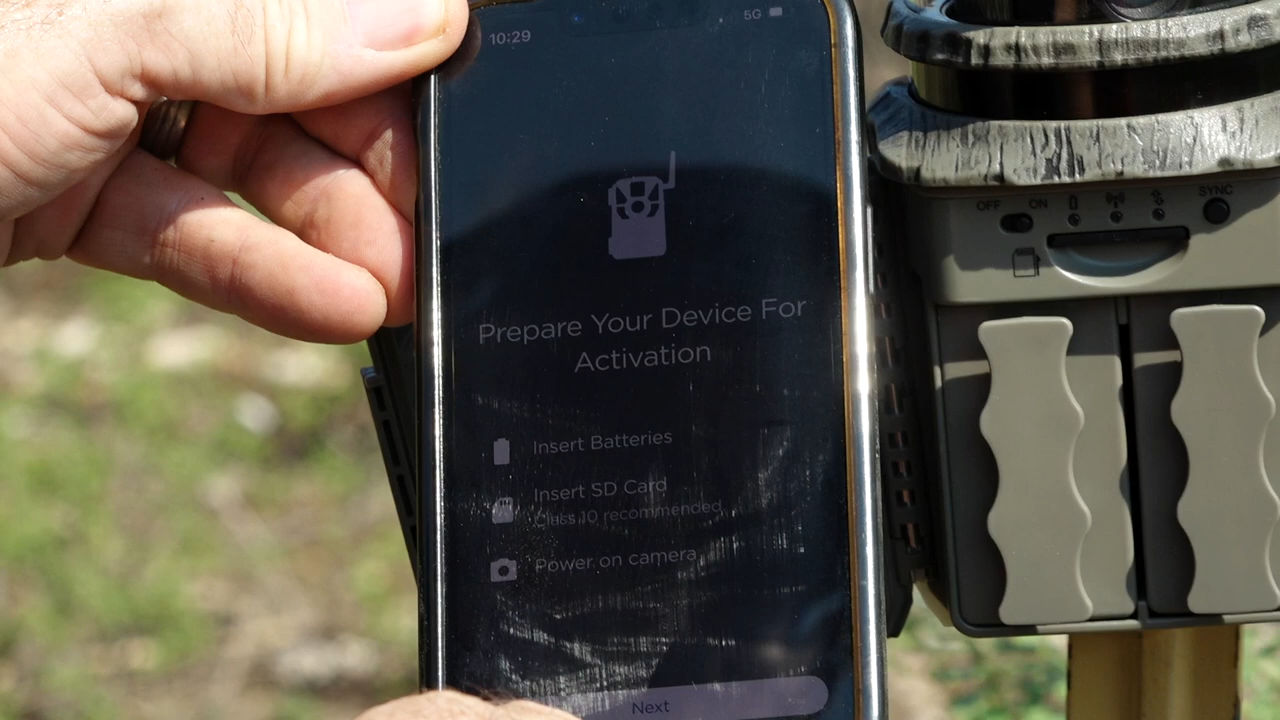 10:29
5G
Prepare Your Device For
Activation
Insert Batteries
Insert SD Card
Class 10 recommended
Power on camera
Next
OFF ON SYNC